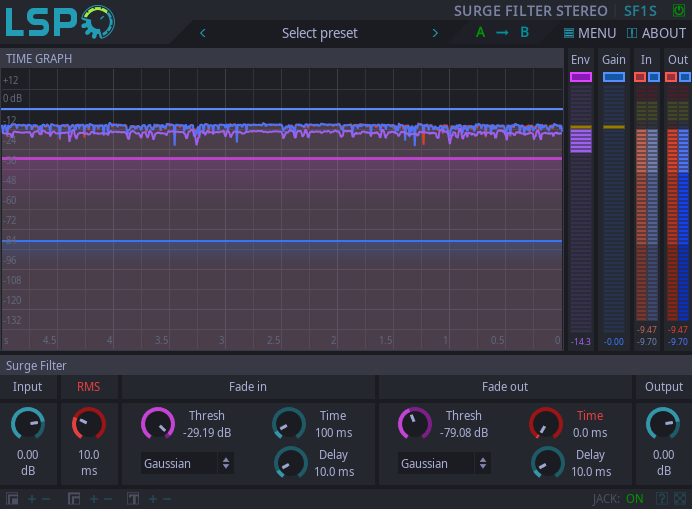 LSP
SURGE FILTER STEREO SF1S
Select preset A B MENU ABOUT
TIME GRAPH Env Gain In Out
+12
0 dB
-12
-24
-36
-48
-60
-72
-84
-96
-108
-120
-132
s 4.5 4 3.5 3 2.5 2 1.5 1 0.5 0
-9.47 -9.47
-14.3 -0.00 -9.70 -9.70
Surge Filter
Input RMS Fade in Fade out Output
Thresh Time Thresh Time
-29.19 dB 100 ms -79.08 dB 0.0 ms
0.00 10.0 Gaussian Delay Gaussian Delay 0.00
dB ms 10.0 ms 10.0 ms dB
JACK: ON